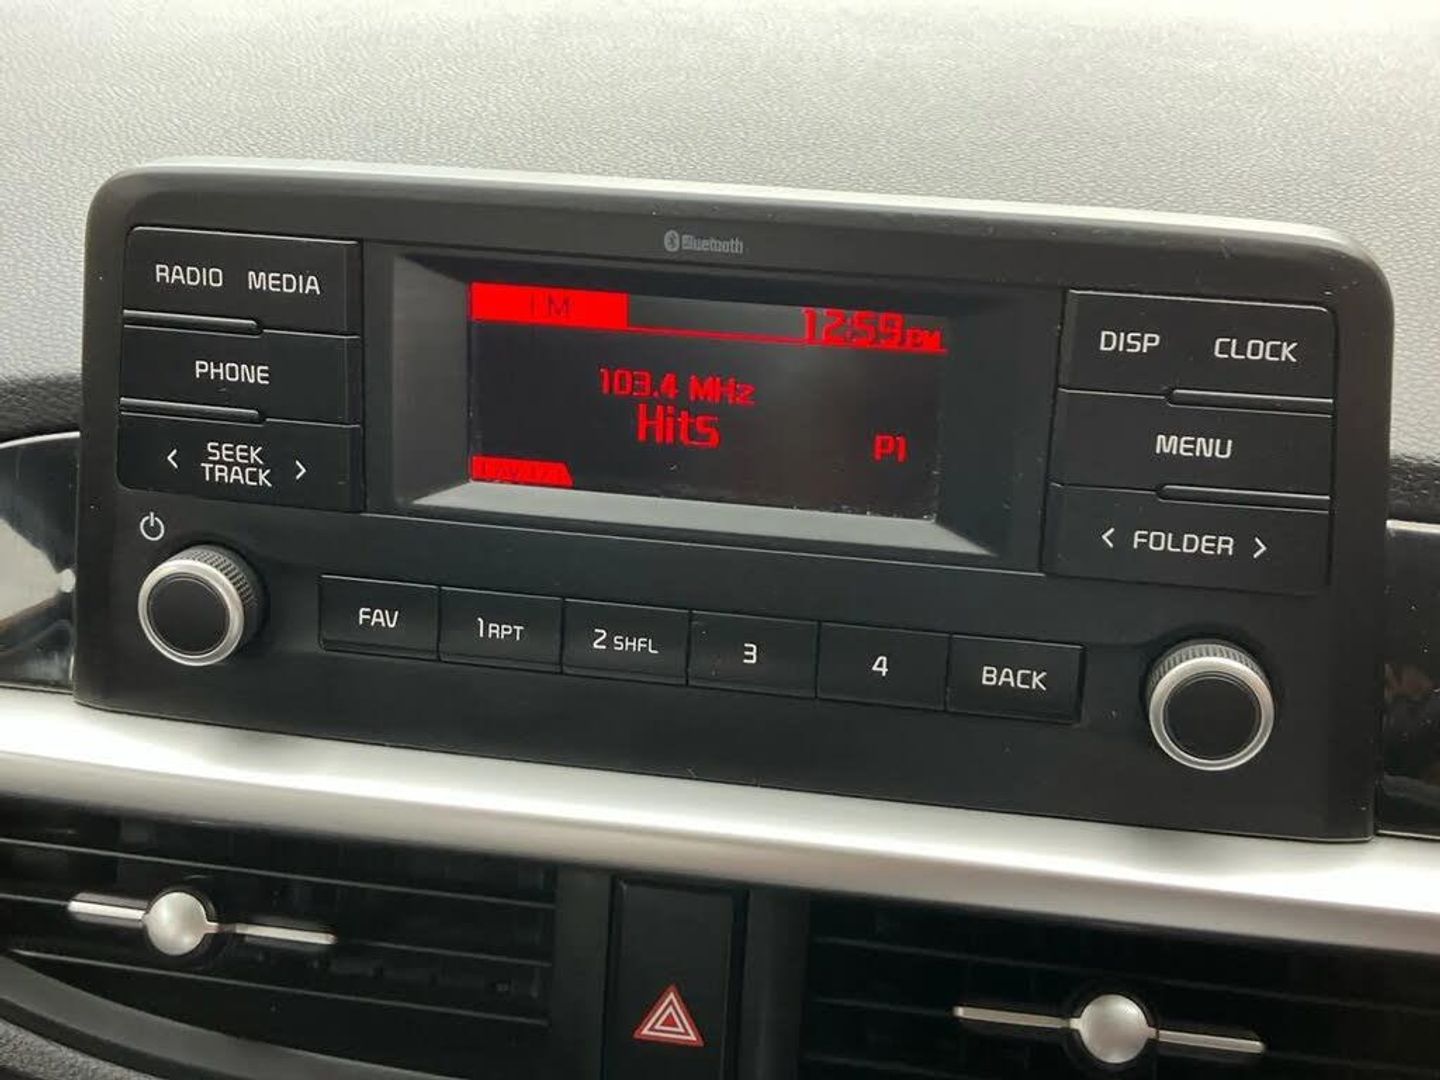 Bluetooth
RADIO MEDIA
FM
12:59PM
DISP CLOCK
PHONE
103.4 MHz
Hits
P1
MENU
< SEEK
TRACK >
< FOLDER >
FAV
1 RPT
2 SHFL
3
4
BACK